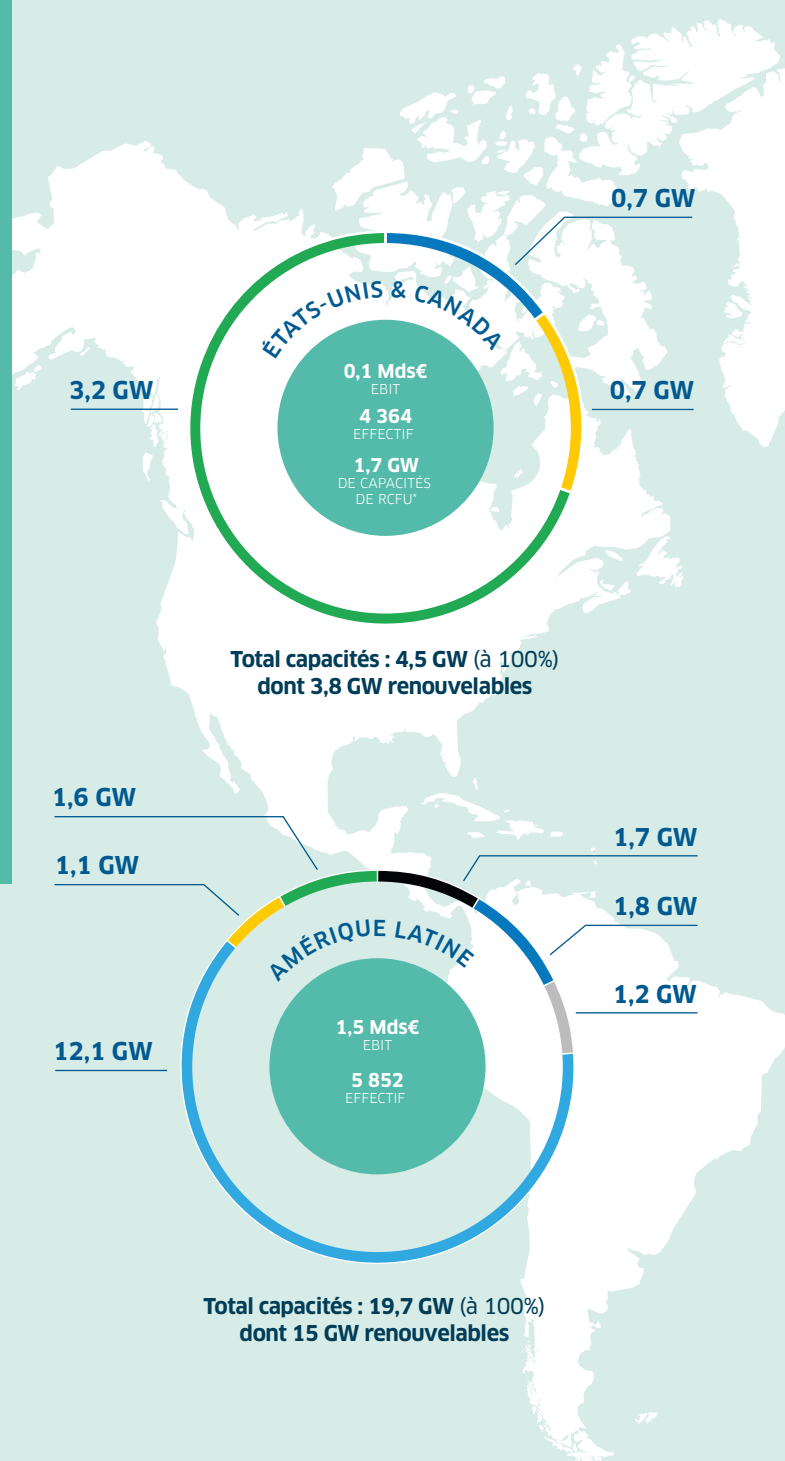 0,7 GW
ÉTATS-UNIS & CANADA
0,1 Mds€
EBIT
4 364
EFFECTIF
1,7 GW
DE CAPACITÉS
DE RCFU*
3,2 GW
0,7 GW
Total capacités : 4,5 GW (à 100%)
dont 3,8 GW renouvelables
1,6 GW
1,1 GW
12,1 GW
1,7 GW
1,8 GW
1,2 GW
AMÉRIQUE LATINE
1,5 Mds€
EBIT
5 852
EFFECTIF
Total capacités : 19,7 GW (à 100%)
dont 15 GW renouvelables